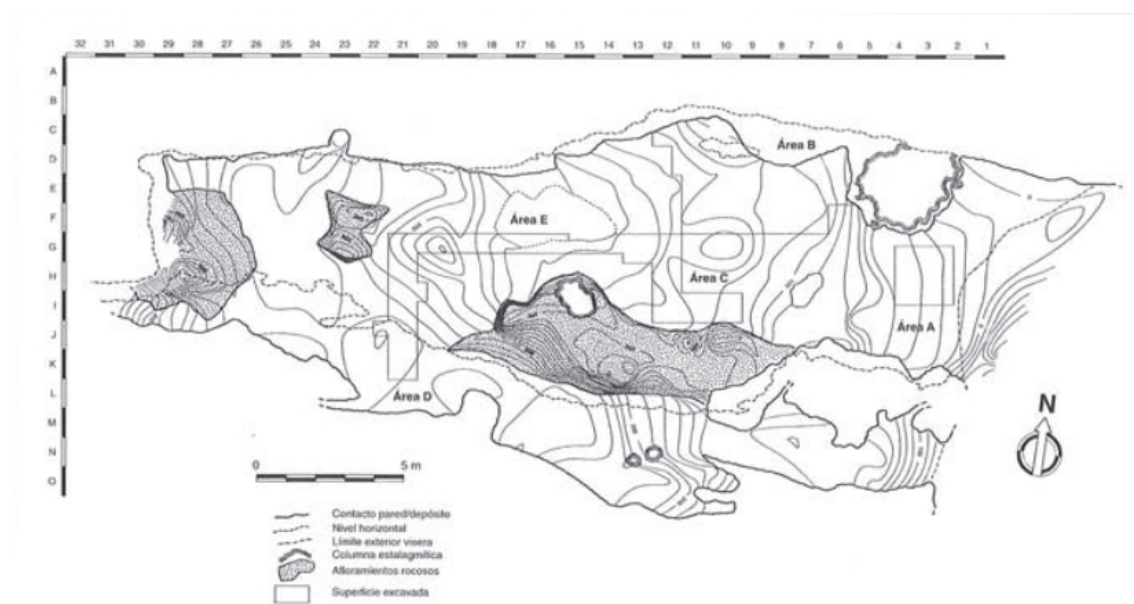 32 31 30 29 28 27 26 25 24 23 22 21 20 19 18 17 16 15 14 13 12 11 10 9 8 7 6 5 4 3 2 1
A
B
C
D
E
F
G
H
I
J
K
L
M
N
O
Área B
Área E
Área C
Área A
Área D
N
0 5 m
Contacto pared/depósito
Nivel horizontal
Límite exterior visera
Columna estalagmítica
Afloramientos rocosos
Superficie excavada